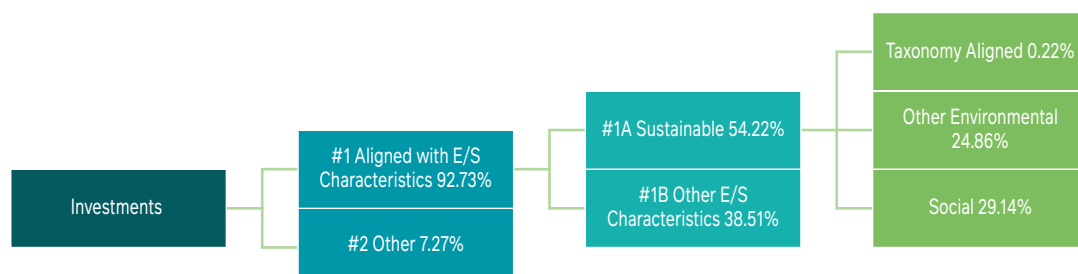 Investments
#1 Aligned with E/S
Characteristics 92.73%
#2 Other 7.27%
#1A Sustainable 54.22%
#1B Other E/S
Characteristics 38.51%
Taxonomy Aligned 0.22%
Other Environmental
24.86%
Social 29.14%